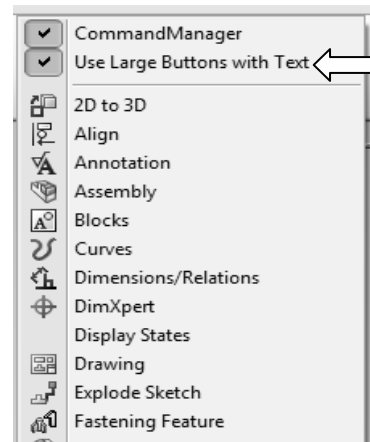 CommandManager
Use Large Buttons with Text
2D to 3D
Align
Annotation
Assembly
Blocks
Curves
Dimensions/Relations
DimXpert
Display States
Drawing
Explode Sketch
Fastening Feature